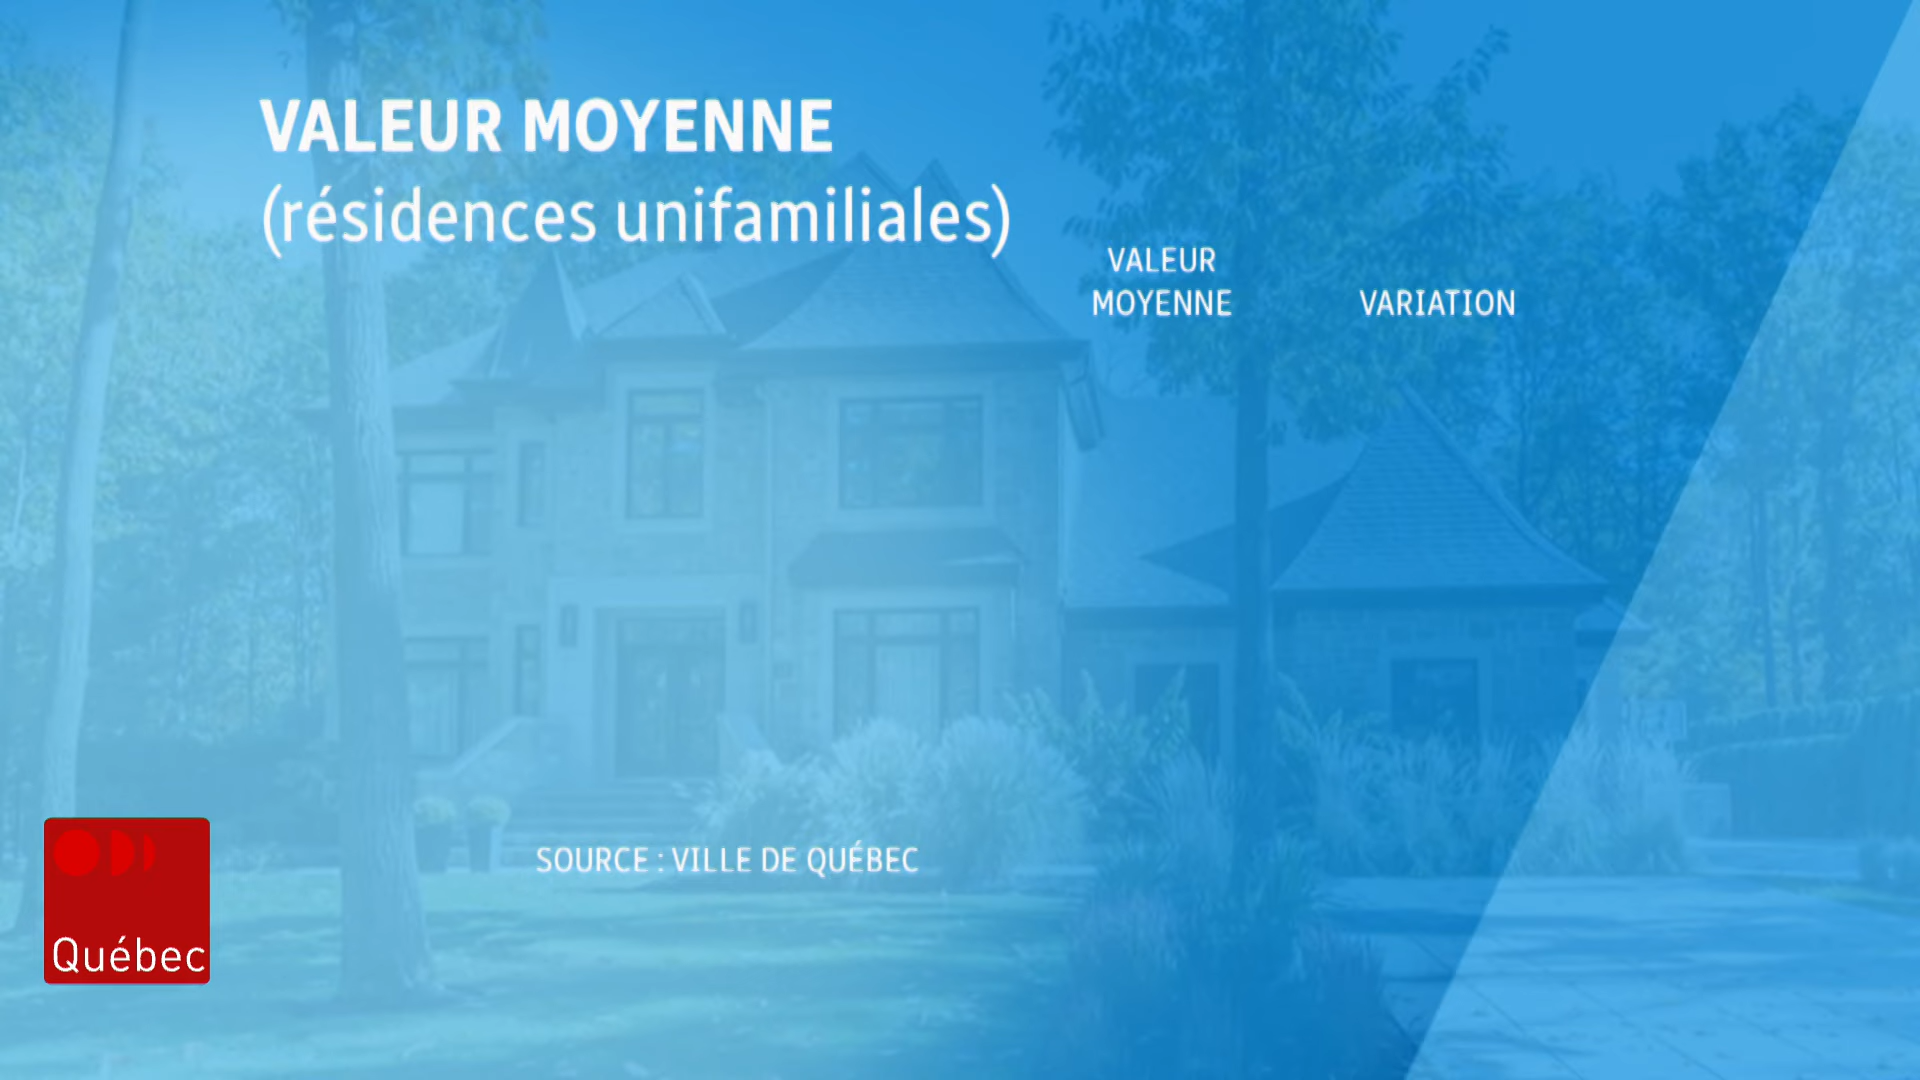 VALEUR MOYENNE
(résidences unifamiliales)
VALEUR
MOYENNE
VARIATION
SOURCE : VILLE DE QUÉBEC
Québec